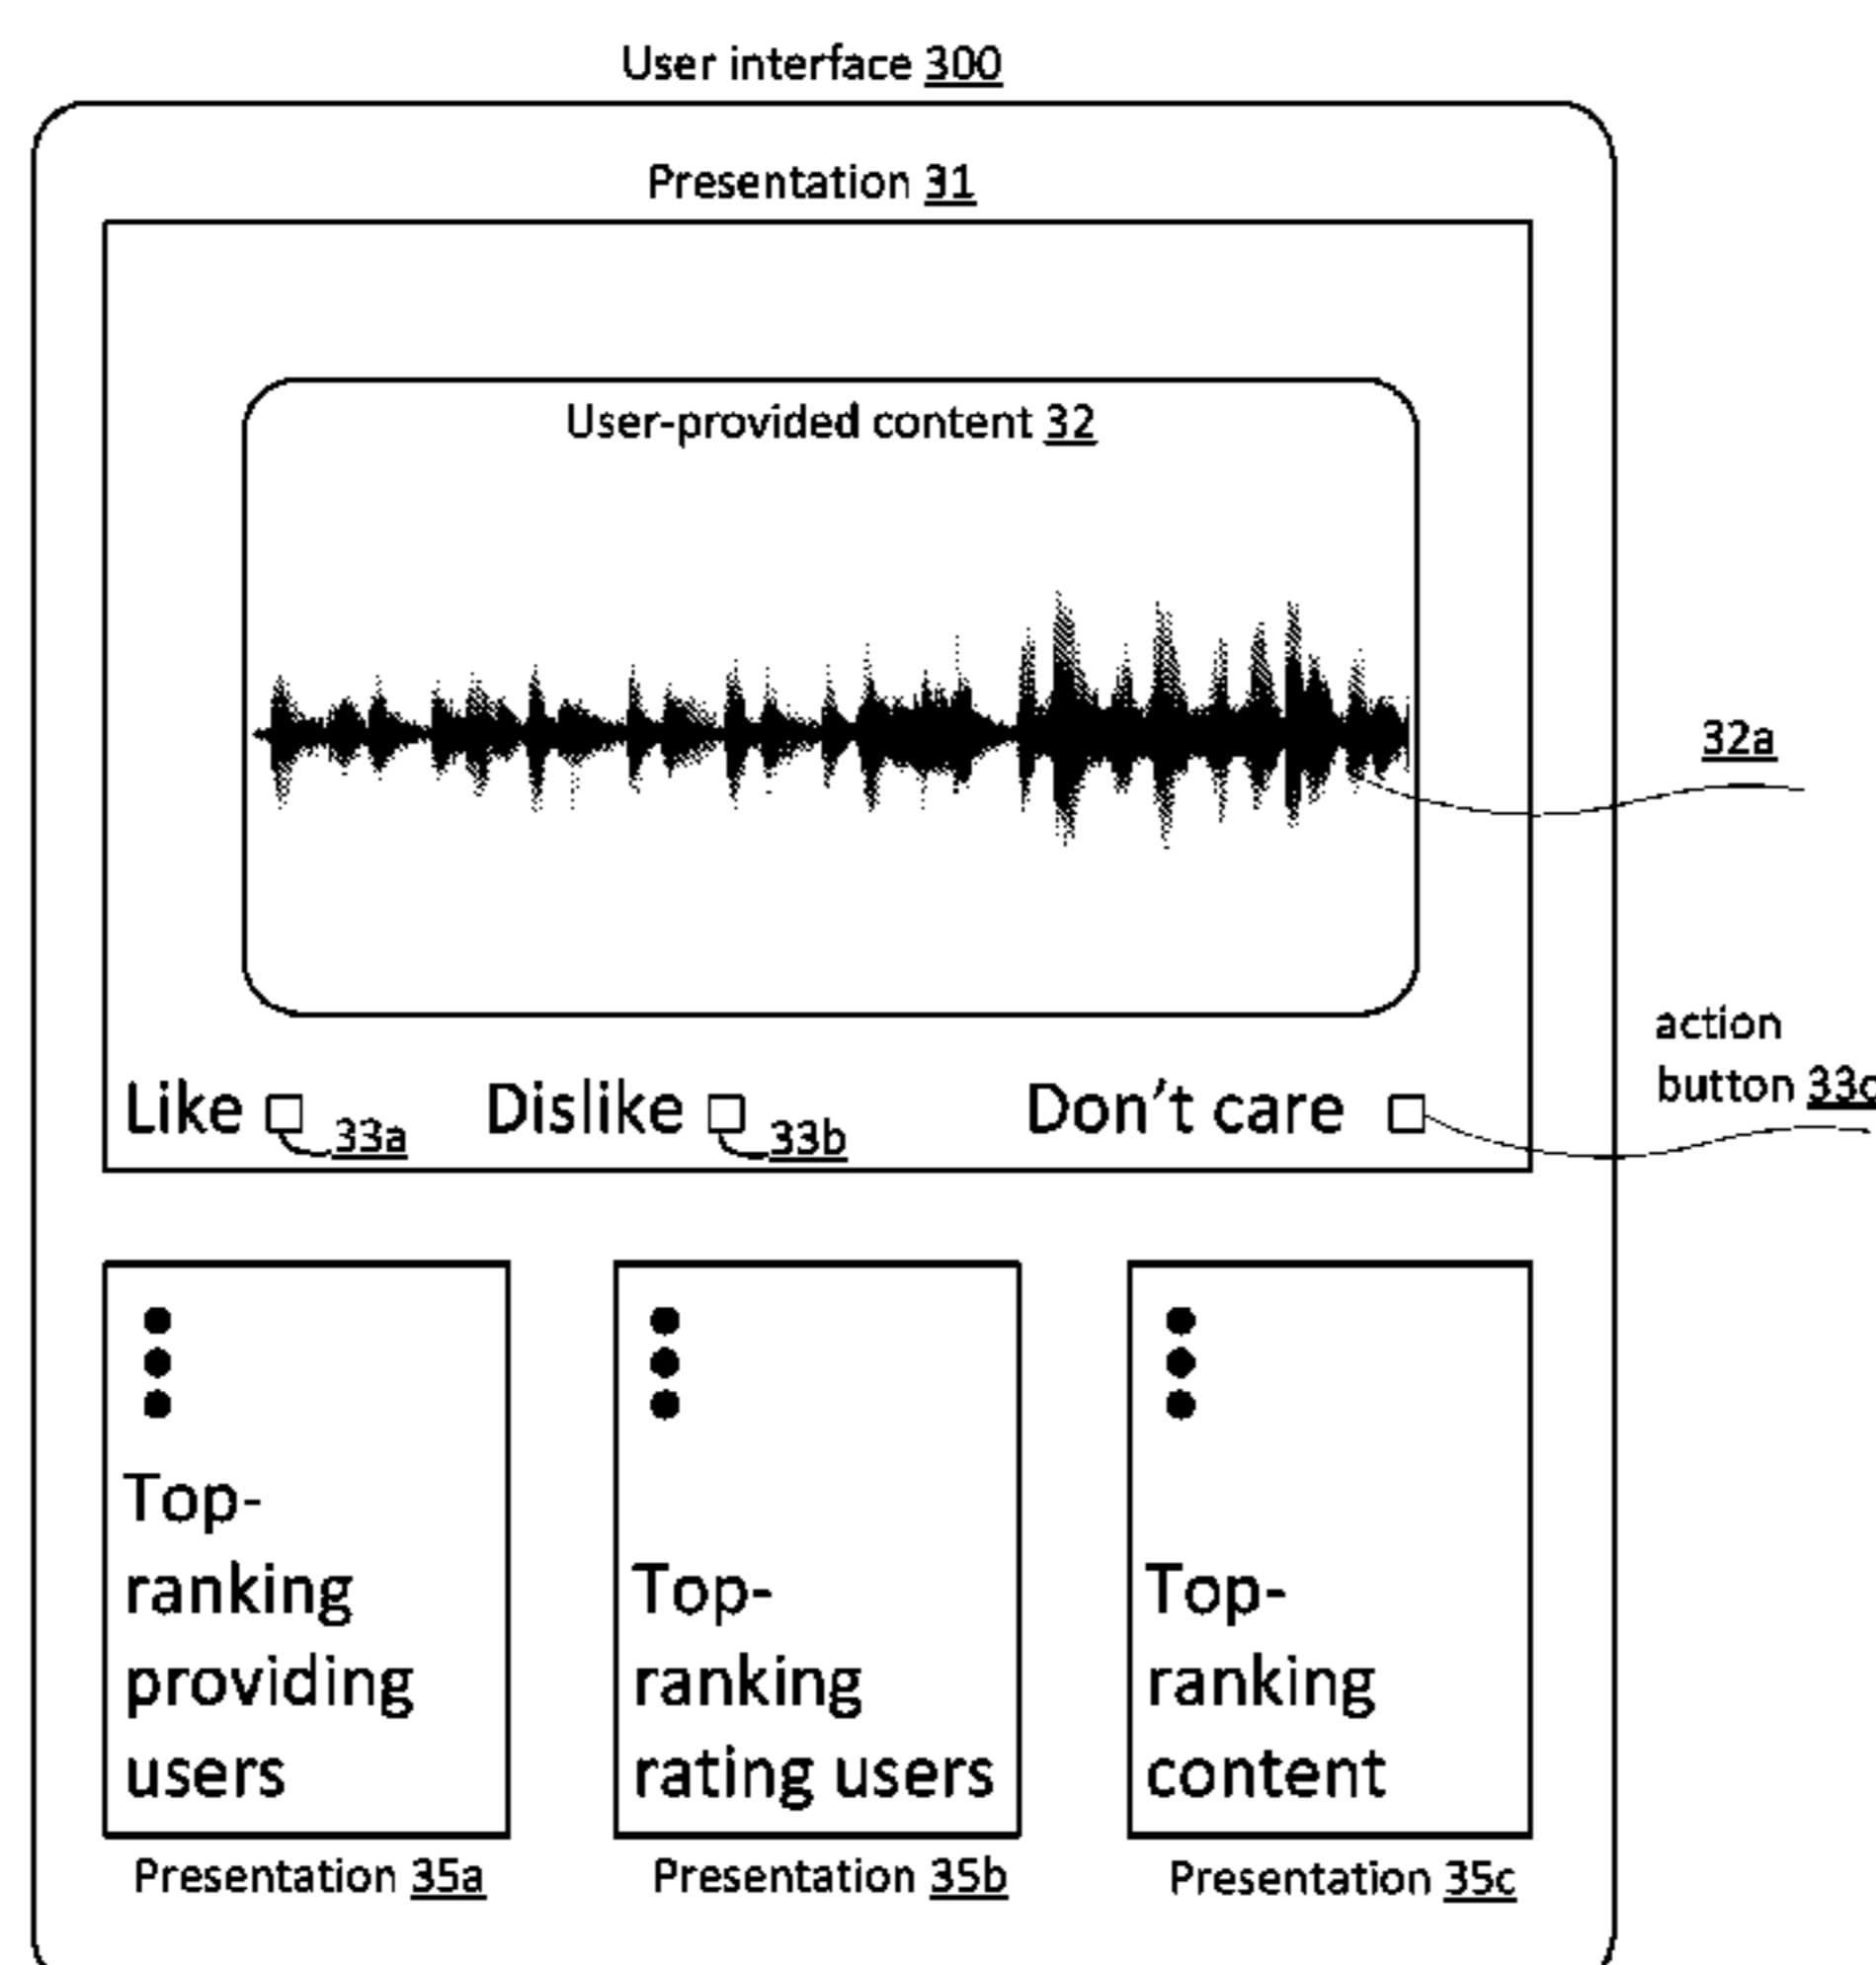 User interface 300
Presentation 31
User-provided content 32
32a
action
button 33c
Like 33a Dislike 33b Don't care
Top-
ranking
providing
users
Top-
ranking
rating users
Top-
ranking
content
Presentation 35a
Presentation 35b
Presentation 35c